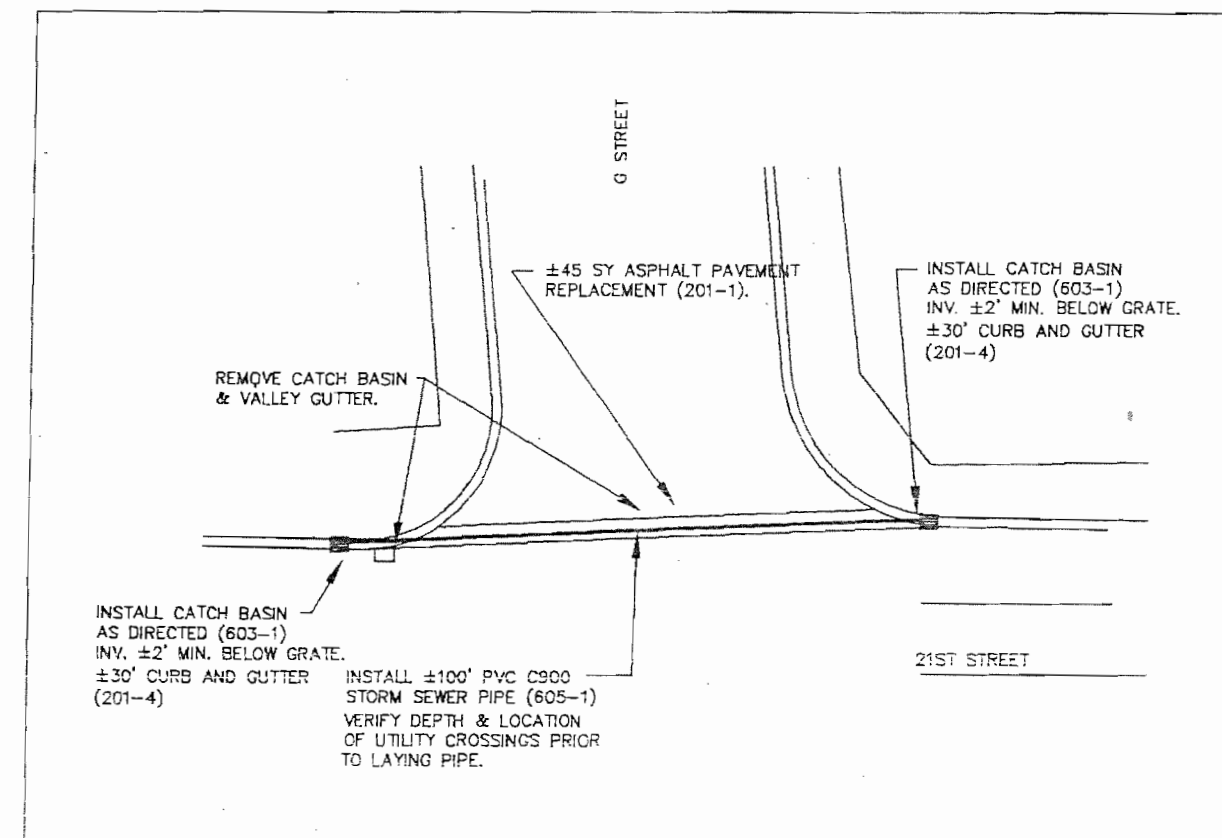 G STREET
±45 SY ASPHALT PAVEMENT
REPLACEMENT (201-1).
INSTALL CATCH BASIN
AS DIRECTED (603-1)
INV. ±2' MIN. BELOW GRATE.
±30' CURB AND GUTTER
(201-4)
REMOVE CATCH BASIN
& VALLEY GUTTER.
INSTALL CATCH BASIN
AS DIRECTED (603-1)
INV. ±2' MIN. BELOW GRATE.
±30' CURB AND GUTTER
(201-4)
INSTALL ±100' PVC C900
STORM SEWER PIPE (605-1)
VERIFY DEPTH & LOCATION
OF UTILITY CROSSINGS PRIOR
TO LAYING PIPE.
21ST STREET